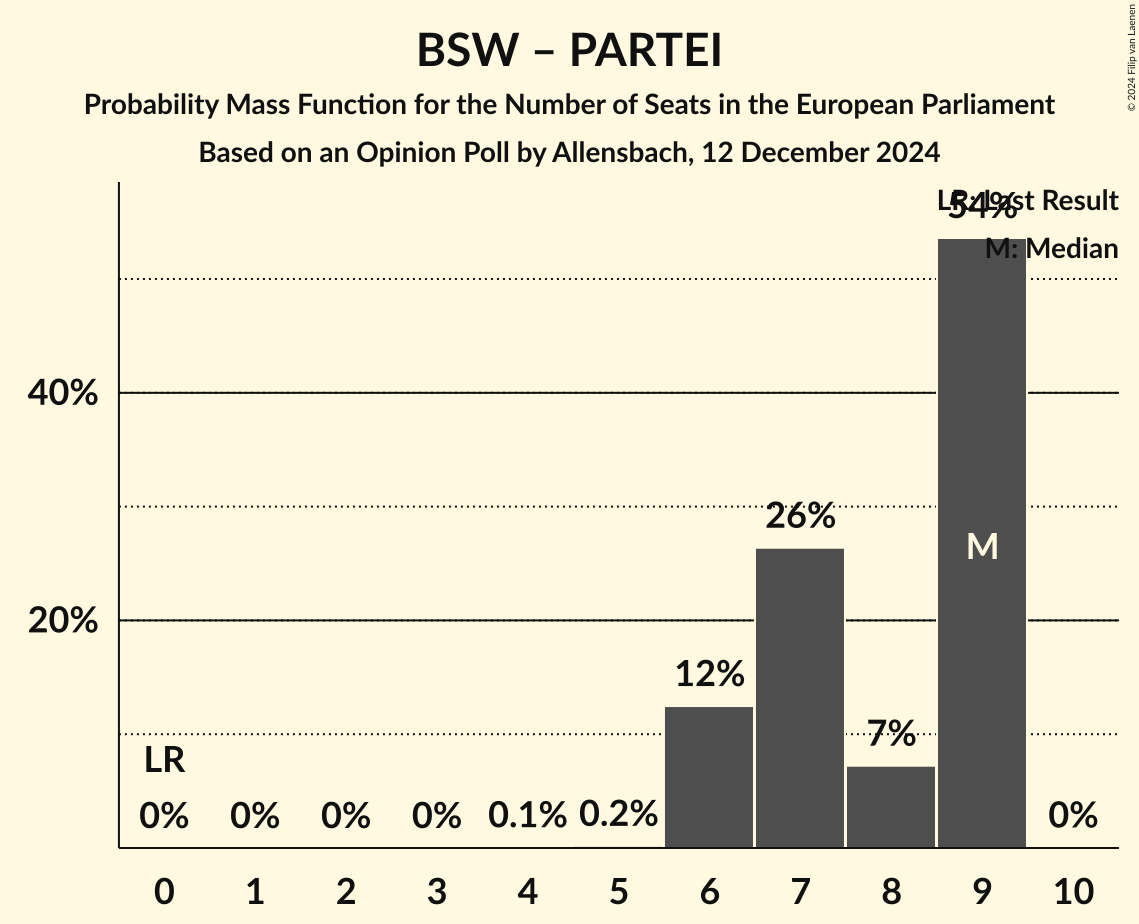 BSW – PARTEI
Probability Mass Function for the Number of Seats in the European Parliament
Based on an Opinion Poll by Allensbach, 12 December 2024
© 2024 Filip van Laenen
LR: Last Result
54%
M: Median
40%
26%
M
20%
12%
7%
LR
0% 0% 0% 0% 0.1% 0.2% 0%
0 1 2 3 4 5 6 7 8 9 10